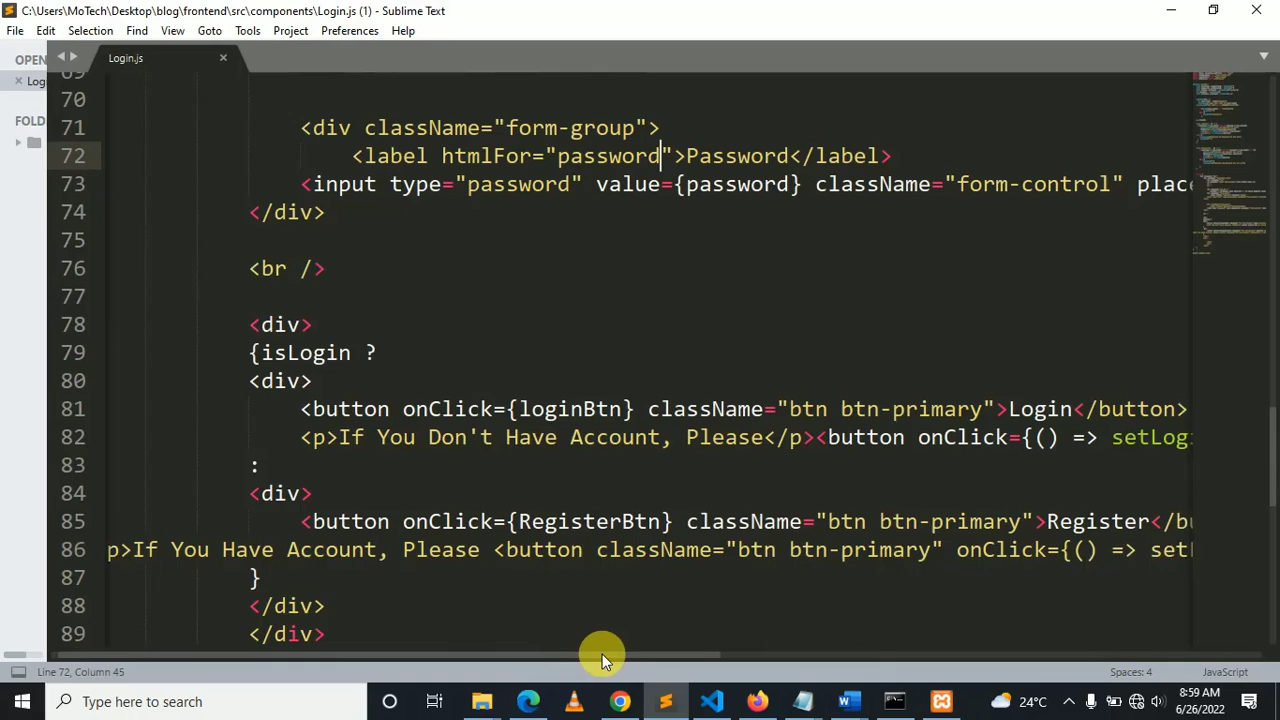 C:\Users\MoTech\Desktop\blog\frontend\src\components\Login.js (1) - Sublime Text
File Edit Selection Find View Goto Tools Project Preferences Help
OPEN
Login.js
Logi
FOLD
69
70
71 <div className="form-group">
72 <label htmlFor="password">Password</label>
73 <input type="password" value={password} className="form-control" place
74 </div>
75
76 <br />
77
78 <div>
79 {isLogin ?
80 <div>
81 <button onClick={loginBtn} className="btn btn-primary">Login</button>
82 <p>If You Don't Have Account, Please</p><button onClick={() => setLog
83 :
84 <div>
85 <button onClick={RegisterBtn} className="btn btn-primary">Register</bu
86 p>If You Have Account, Please <button className="btn btn-primary" onClick={() => set
87 }
88 </div>
89 </div>
Line 72, Column 45
Spaces: 4
JavaScript
Type here to search
24°C
8:59 AM
6/26/2022